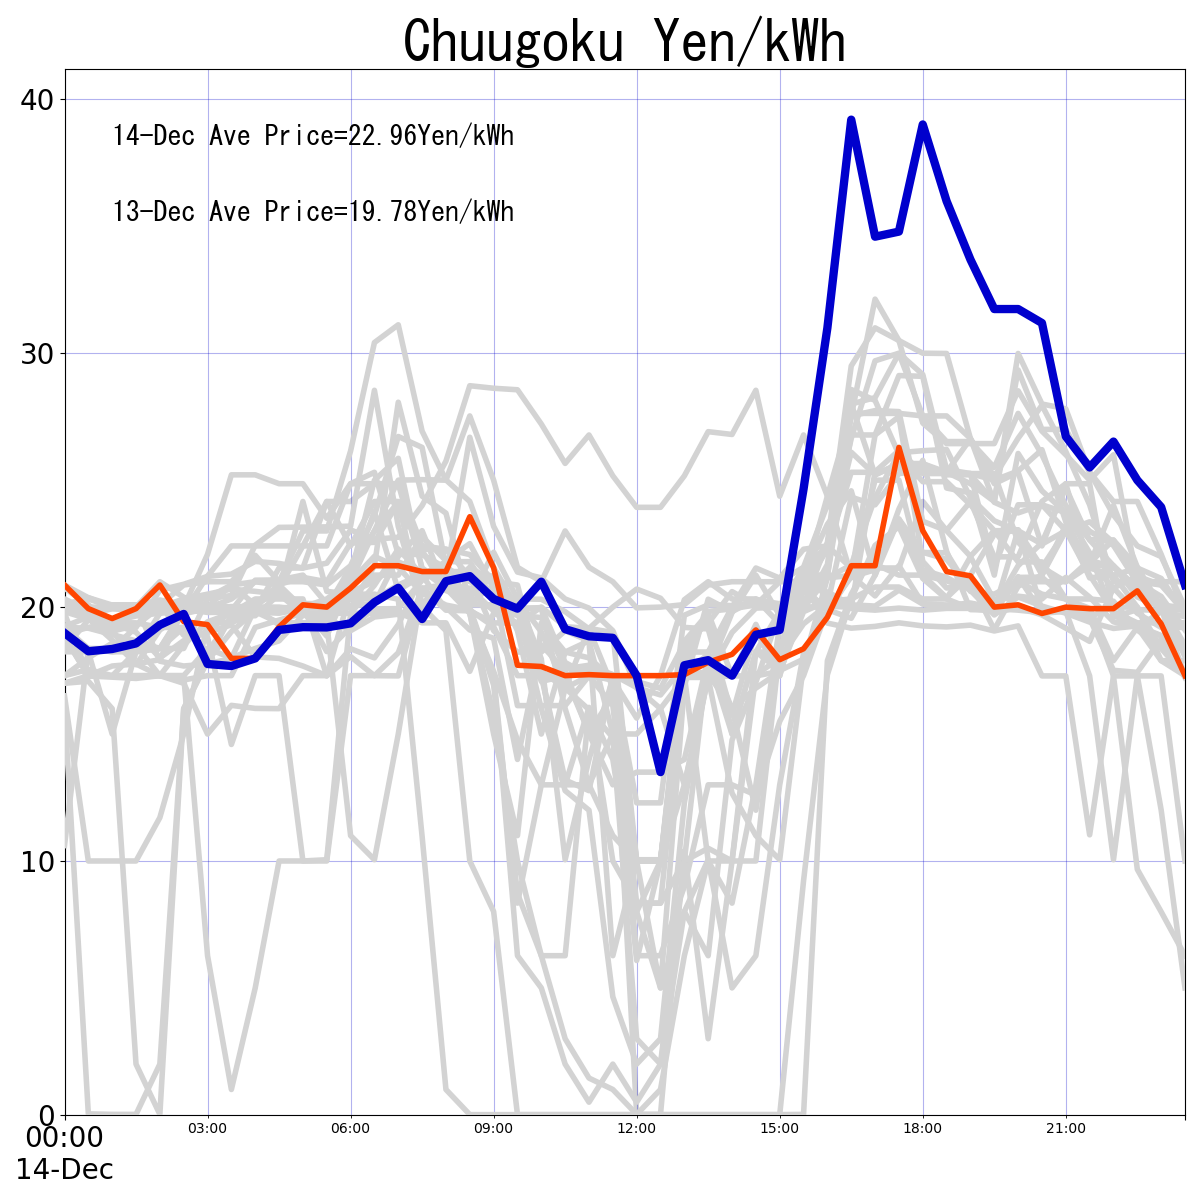 Chuugoku Yen/kWh
40
14-Dec Ave Price=22.96Yen/kWh
13-Dec Ave Price=19.78Yen/kWh
30
20
10
0
00:00 03:00 06:00 09:00 12:00 15:00 18:00 21:00
14-Dec